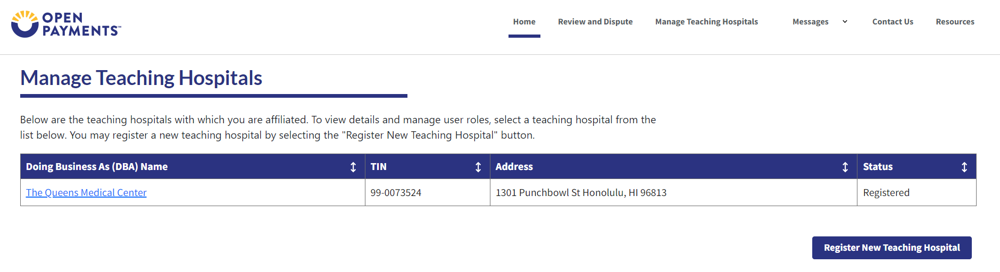 OPEN
PAYMENTS™
Home Review and Dispute Manage Teaching Hospitals Messages Contact Us Resources
Manage Teaching Hospitals
Below are the teaching hospitals with which you are affiliated. To view details and manage user roles, select a teaching hospital from the
list below. You may register a new teaching hospital by selecting the "Register New Teaching Hospital" button.
Doing Business As (DBA) Name TIN Address Status
The Queens Medical Center 99-0073524 1301 Punchbowl St Honolulu, HI 96813 Registered
Register New Teaching Hospital